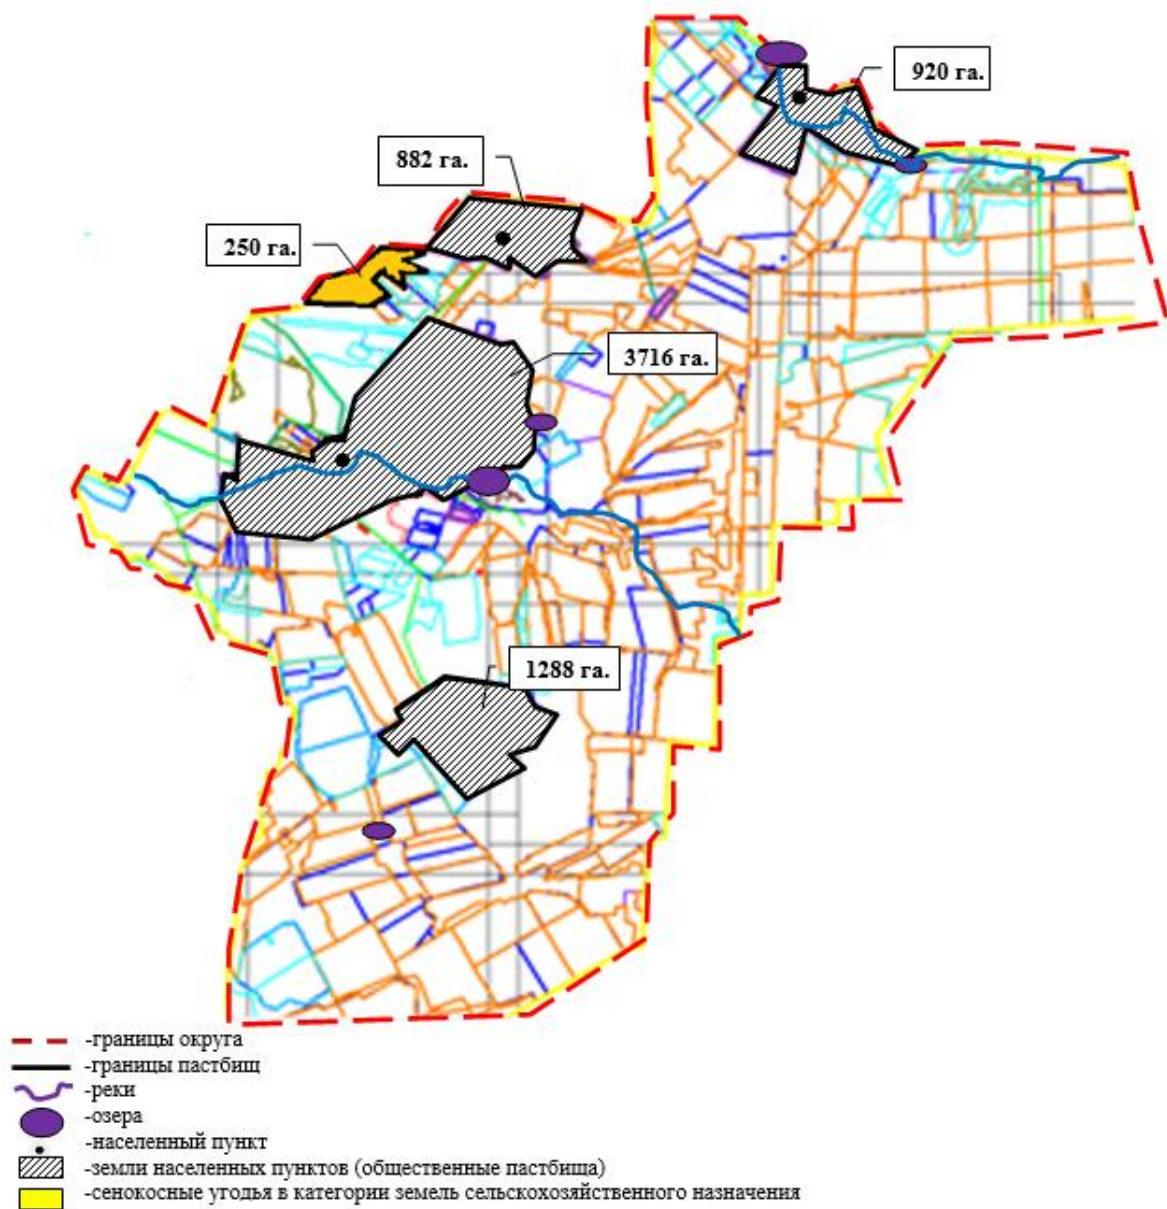 920 га.
882 га.
250 га.
3716 га.
1288 га.
-границы округа
-границы пастбищ
-реки
-озера
-населенный пункт
-земли населенных пунктов (общественные пастбища)
-сенокосные угодья в категории земель сельскохозяйственного назначения